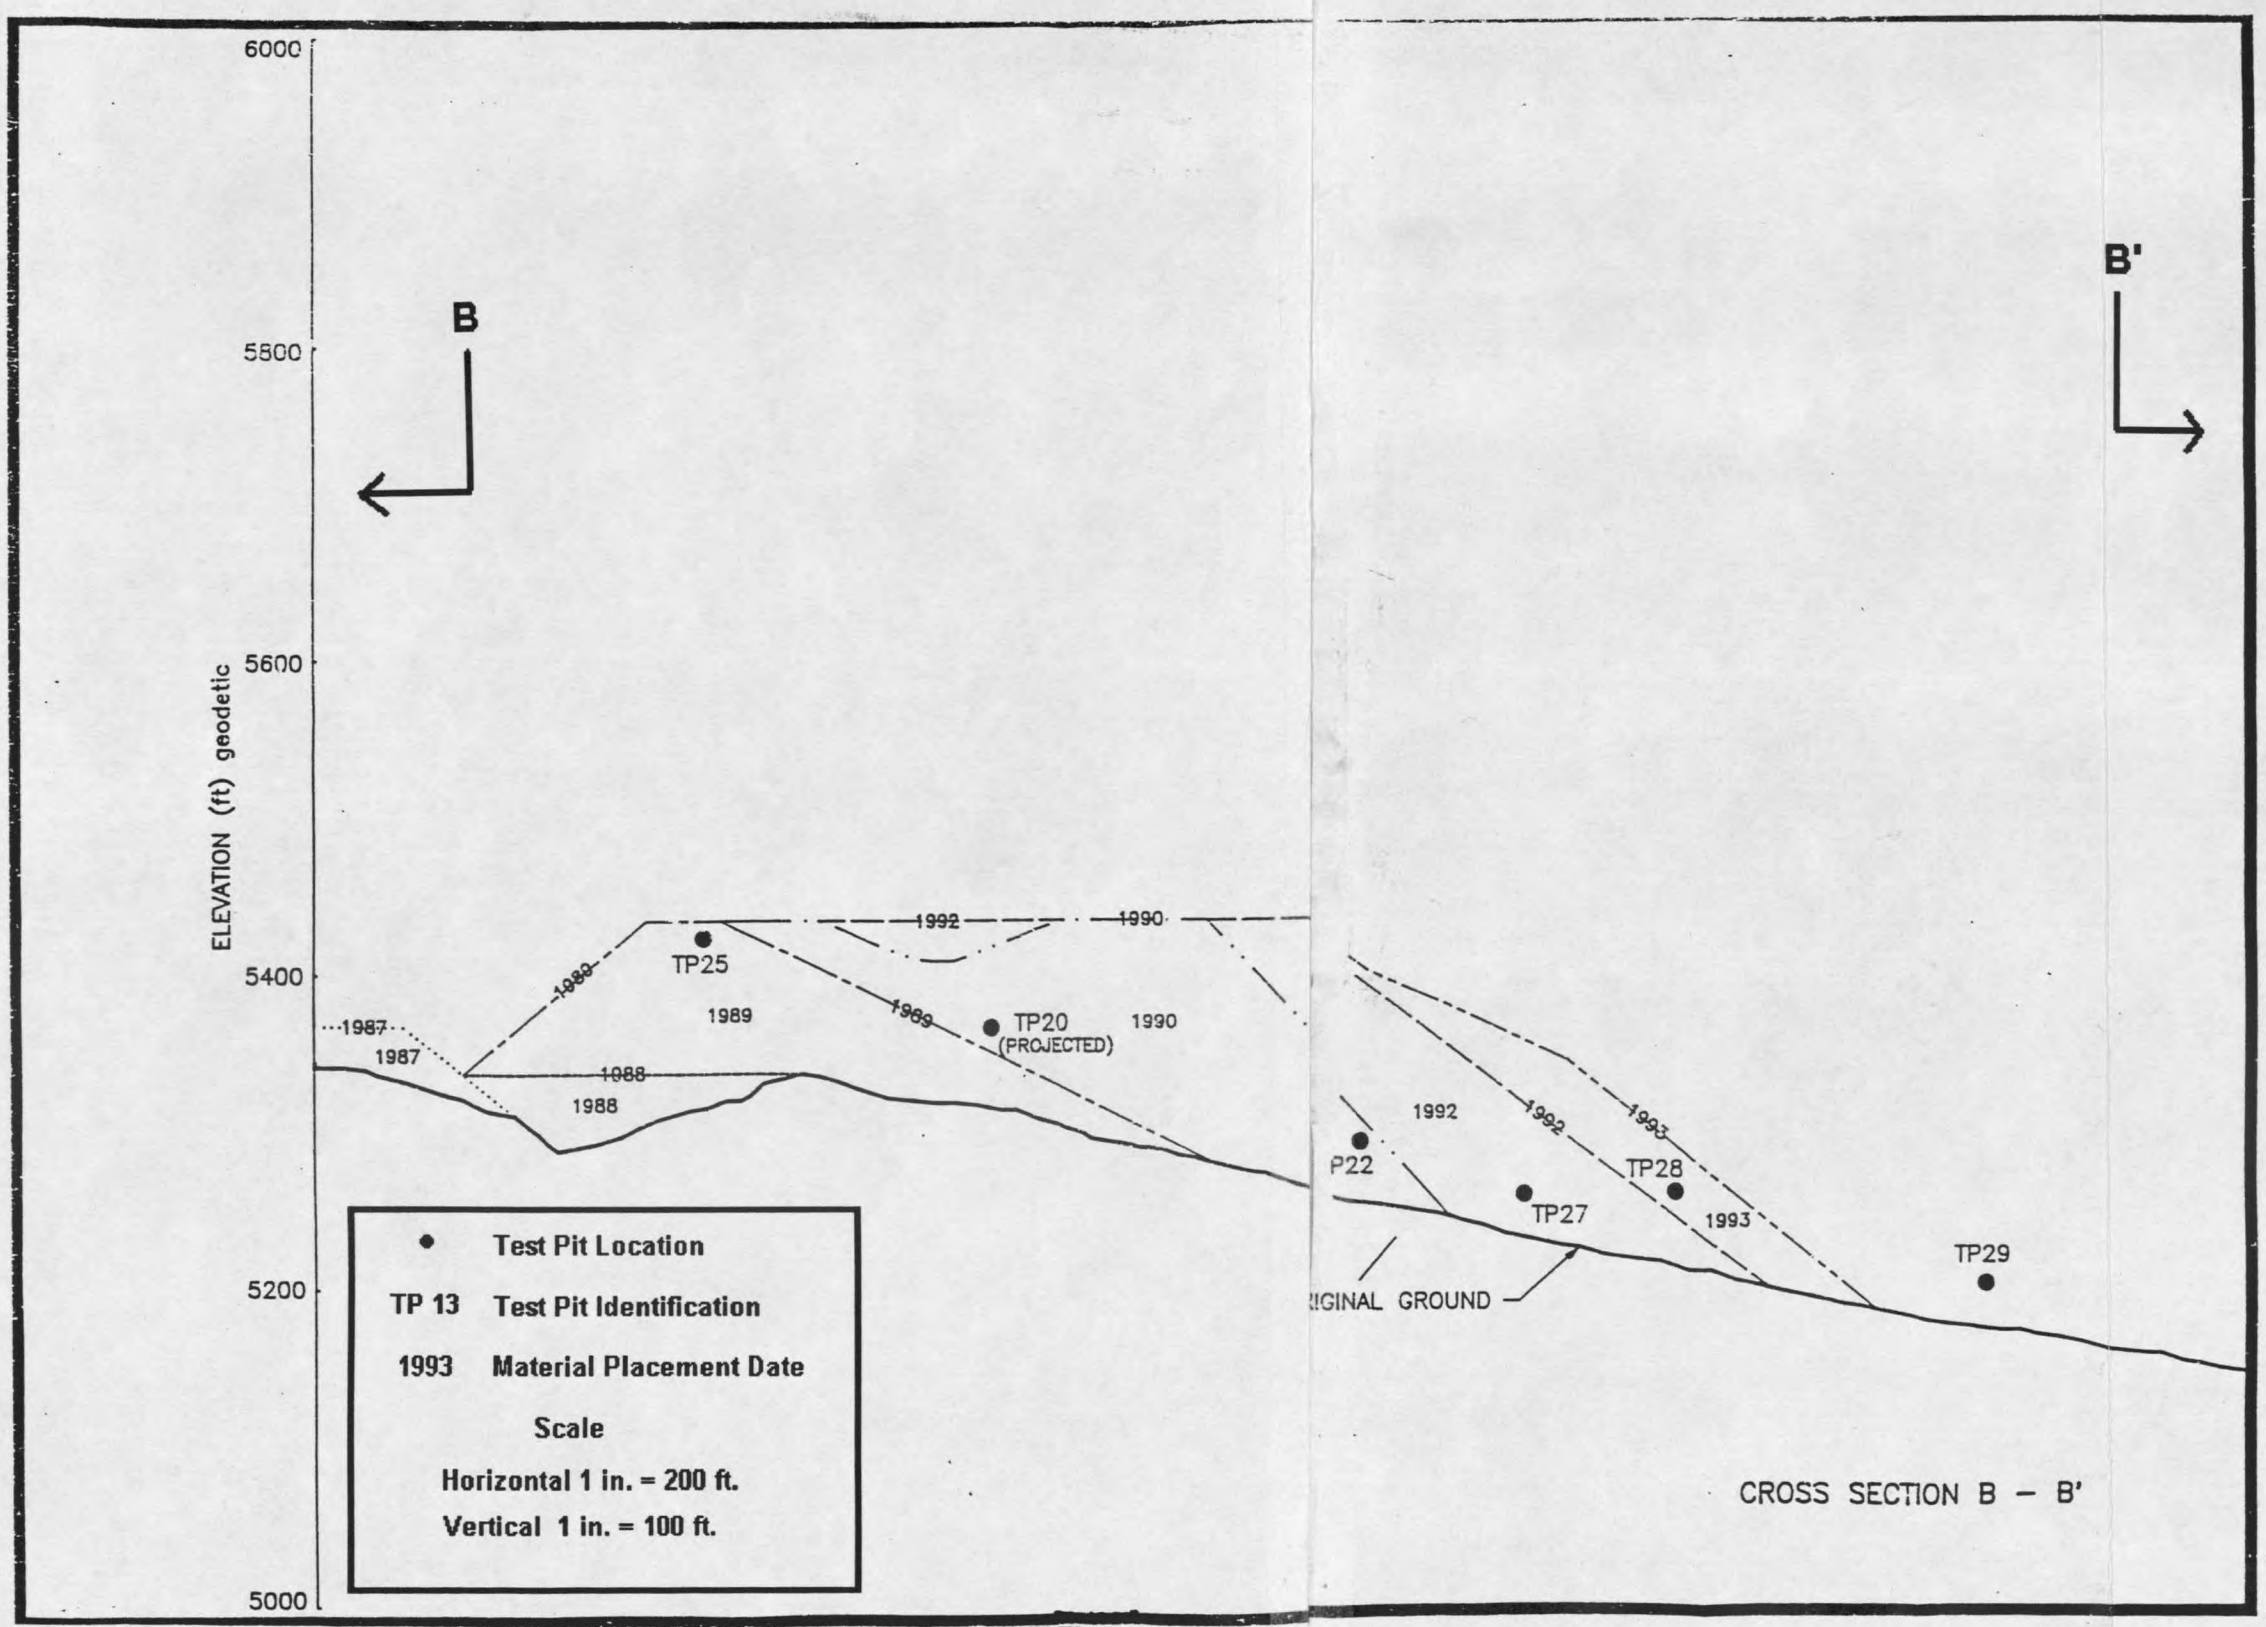 6000
5800
5600
5400
5200
5000
ELEVATION (ft) geodetic
B
B'
1992
1990
1989
TP25
1989
1989
TP20
(PROJECTED)
1990
1987
1987
1988
1988
1992
1992
1993
P22
TP27
TP28
1993
TP29
IGINAL GROUND
Test Pit Location
TP 13 Test Pit Identification
1993 Material Placement Date
Scale
Horizontal 1 in. = 200 ft.
Vertical 1 in. = 100 ft.
CROSS SECTION B – B'